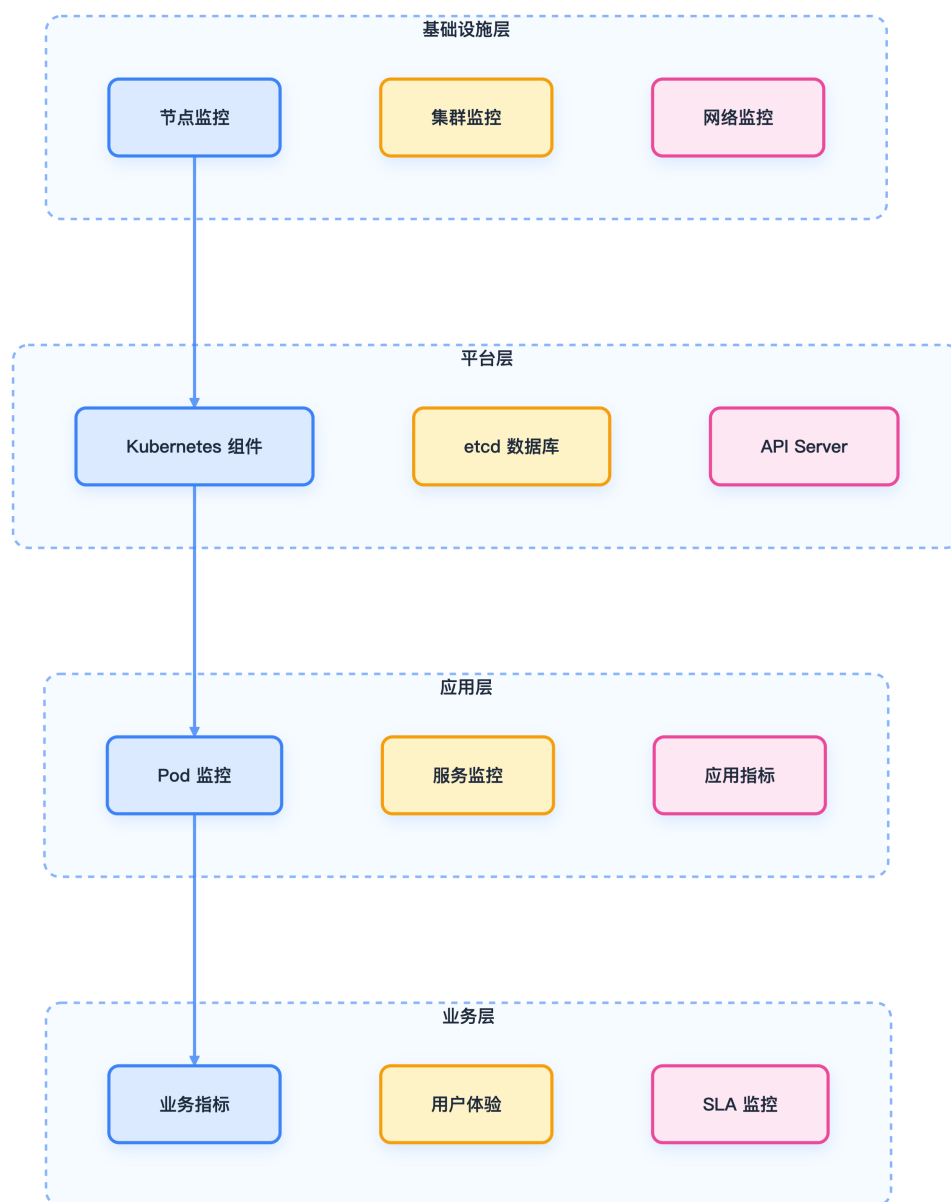 基础设施层
节点监控
集群监控
网络监控
平台层
Kubernetes 组件
etcd 数据库
API Server
应用层
Pod 监控
服务监控
应用指标
业务层
业务指标
用户体验
SLA 监控